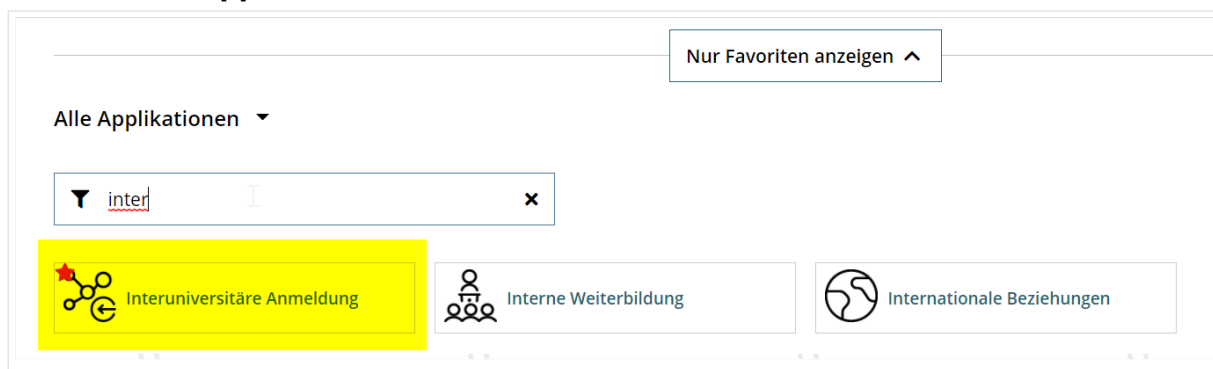 Nur Favoriten anzeigen
Alle Applikationen
inter
Interuniversitäre Anmeldung
Interne Weiterbildung
Internationale Beziehungen